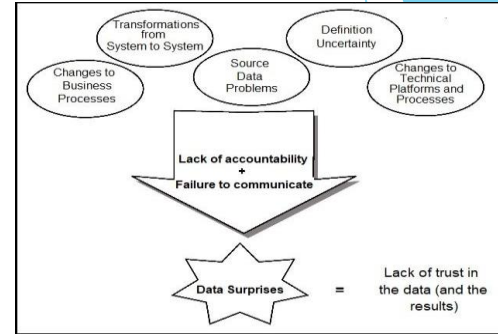 Transformations
from
System to System
Definition
Uncertainty
Changes to
Business
Processes
Source
Data
Problems
Changes to
Technical
Platforms and
Processes
Lack of accountability
+
Failure to communicate
Data Surprises
=
Lack of trust in
the data (and the
results)